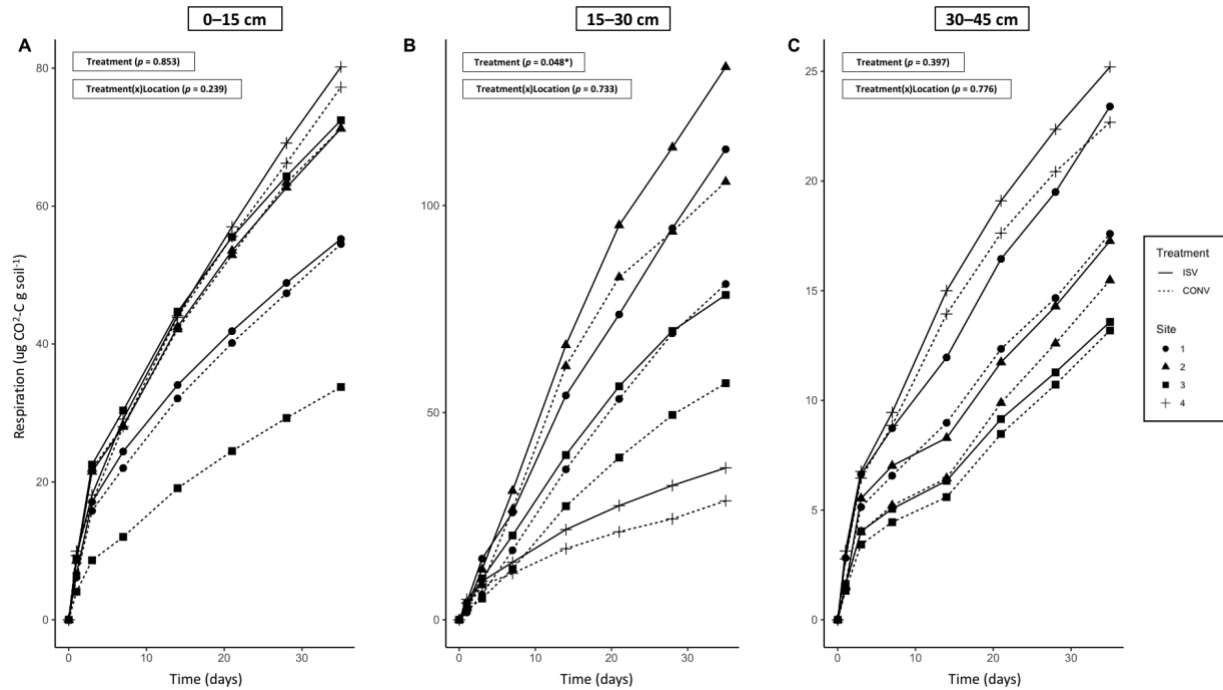 0–15 cm
15–30 cm
30–45 cm
A
Treatment (p = 0.853)
Treatment(x)Location (p = 0.239)
B
Treatment (p = 0.048*)
Treatment(x)Location (p = 0.733)
C
Treatment (p = 0.397)
Treatment(x)Location (p = 0.776)
Respiration (ug CO²-C g soil⁻¹)
80
60
40
20
0
100
50
0
25
20
15
10
5
0
0 10 20 30
0 10 20 30
0 10 20 30
Time (days)
Time (days)
Time (days)
Treatment
ISV
CONV
Site
1
2
3
4